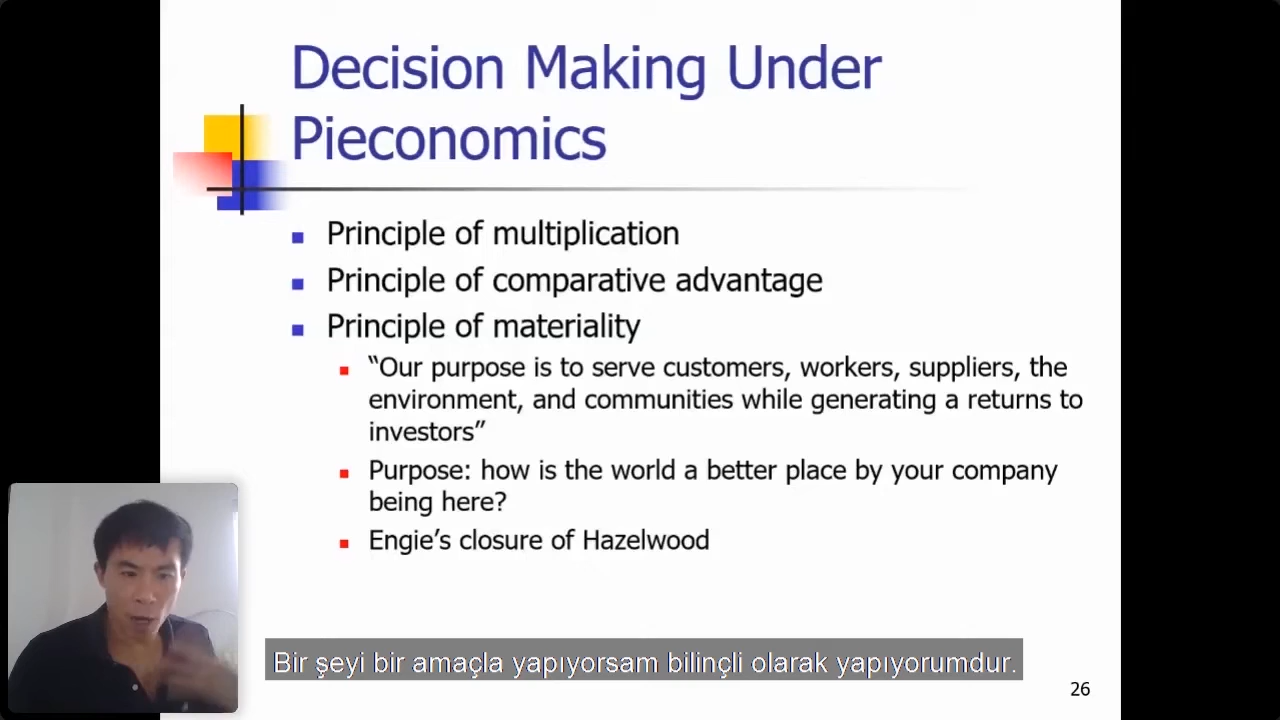 Decision Making Under
Pieconomics
Principle of multiplication
Principle of comparative advantage
Principle of materiality
“Our purpose is to serve customers, workers, suppliers, the
environment, and communities while generating a returns to
investors”
Purpose: how is the world a better place by your company
being here?
Engie’s closure of Hazelwood
Bir şeyi bir amaçla yapıyorsam bilinçli olarak yapıyorumdur.
26